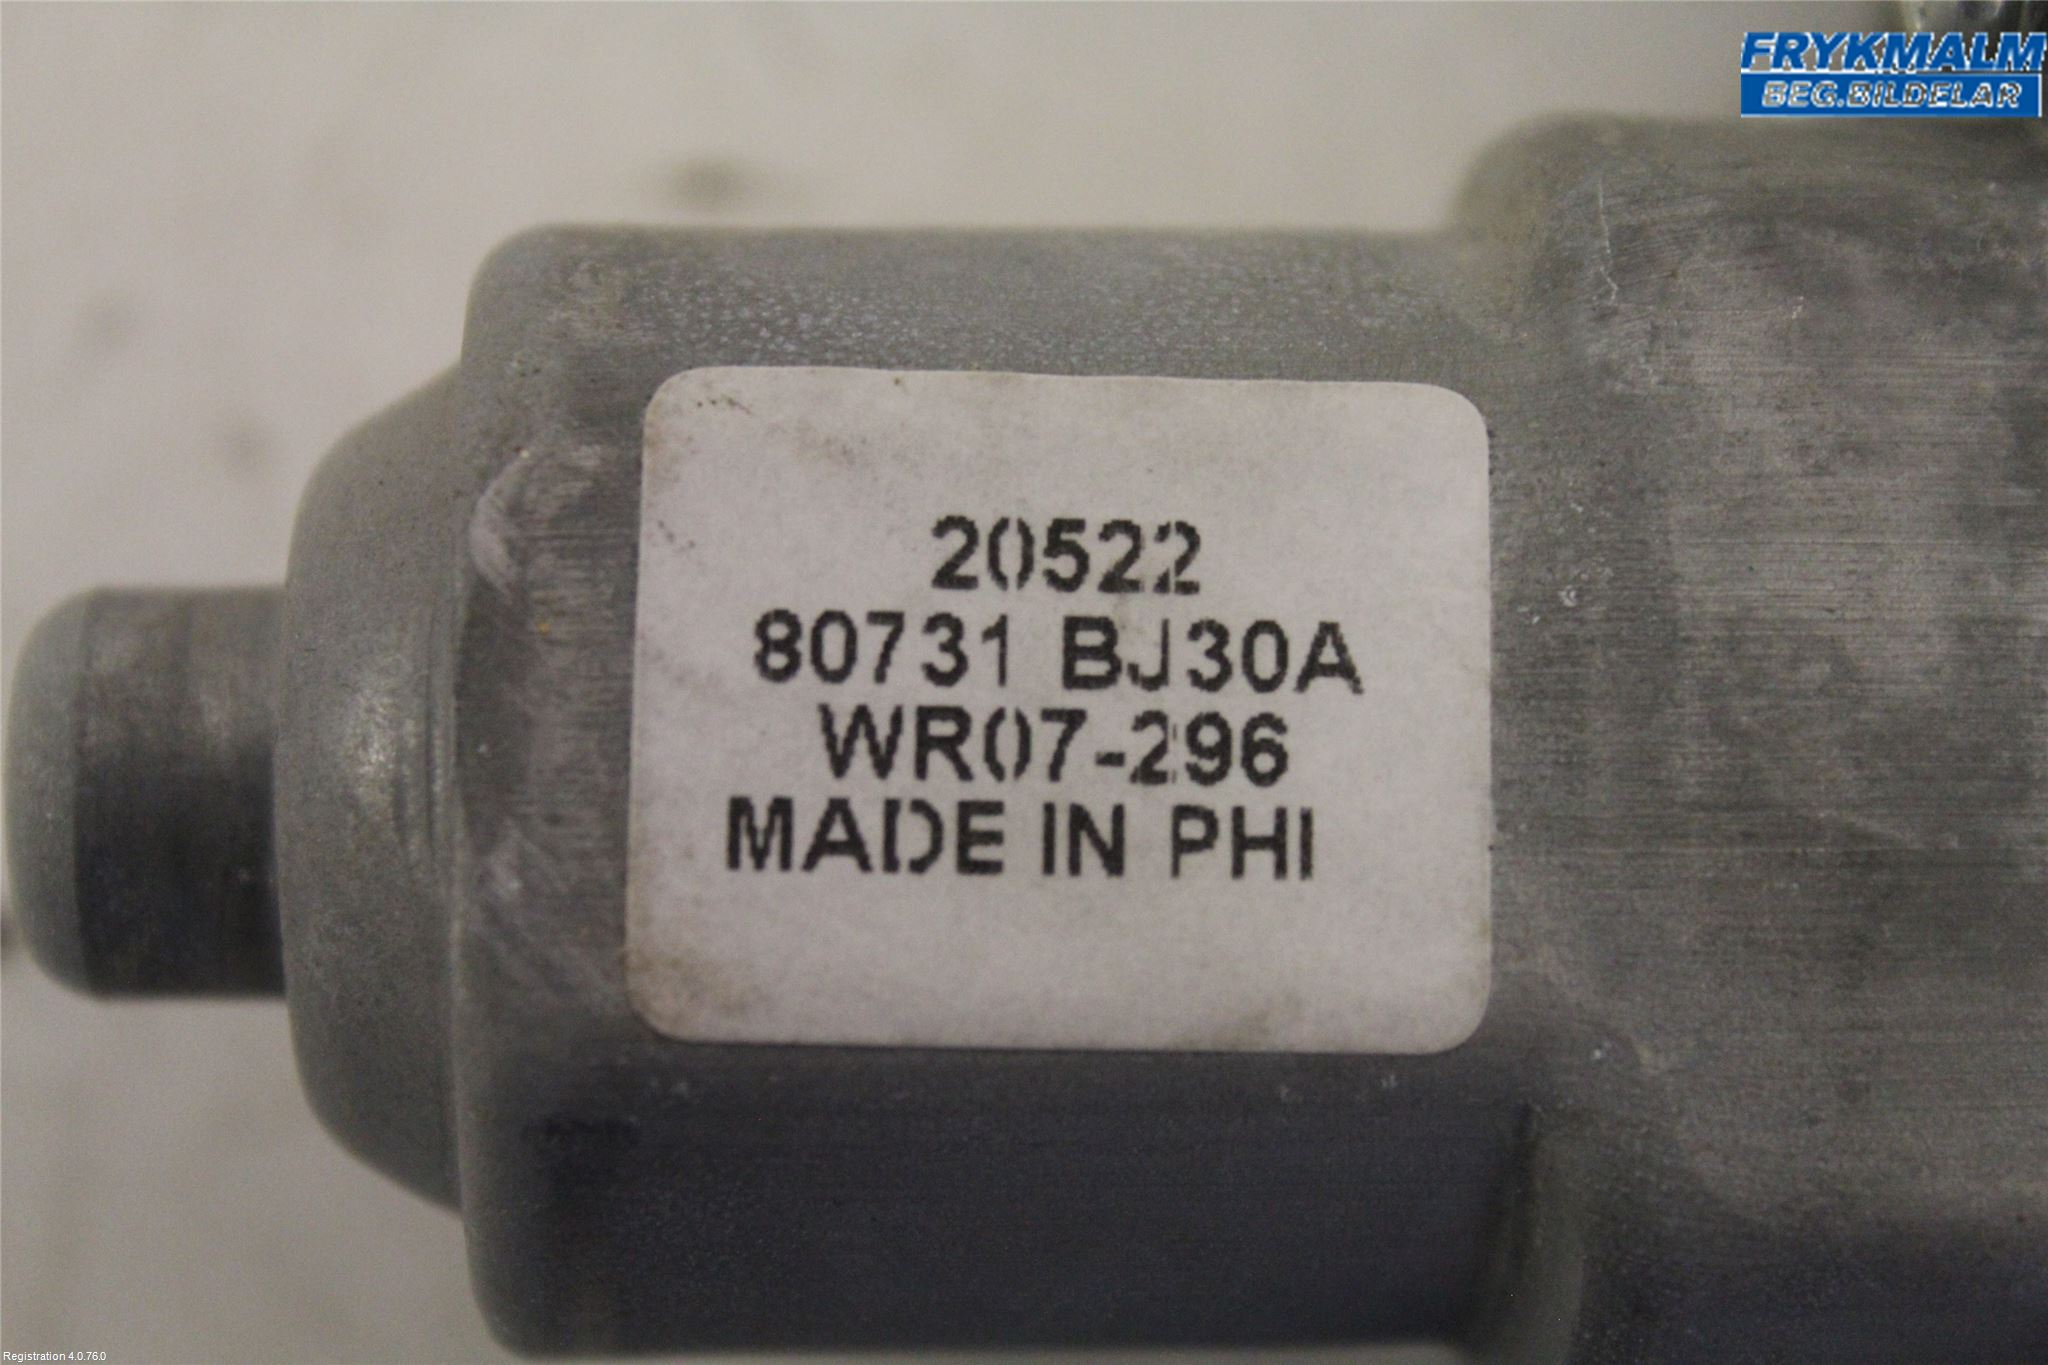 FRYKMALM
BEG.BILDELAR
20522
80731 BJ30A
WR07-296
MADE IN PHI
Registration 4.0.76.0